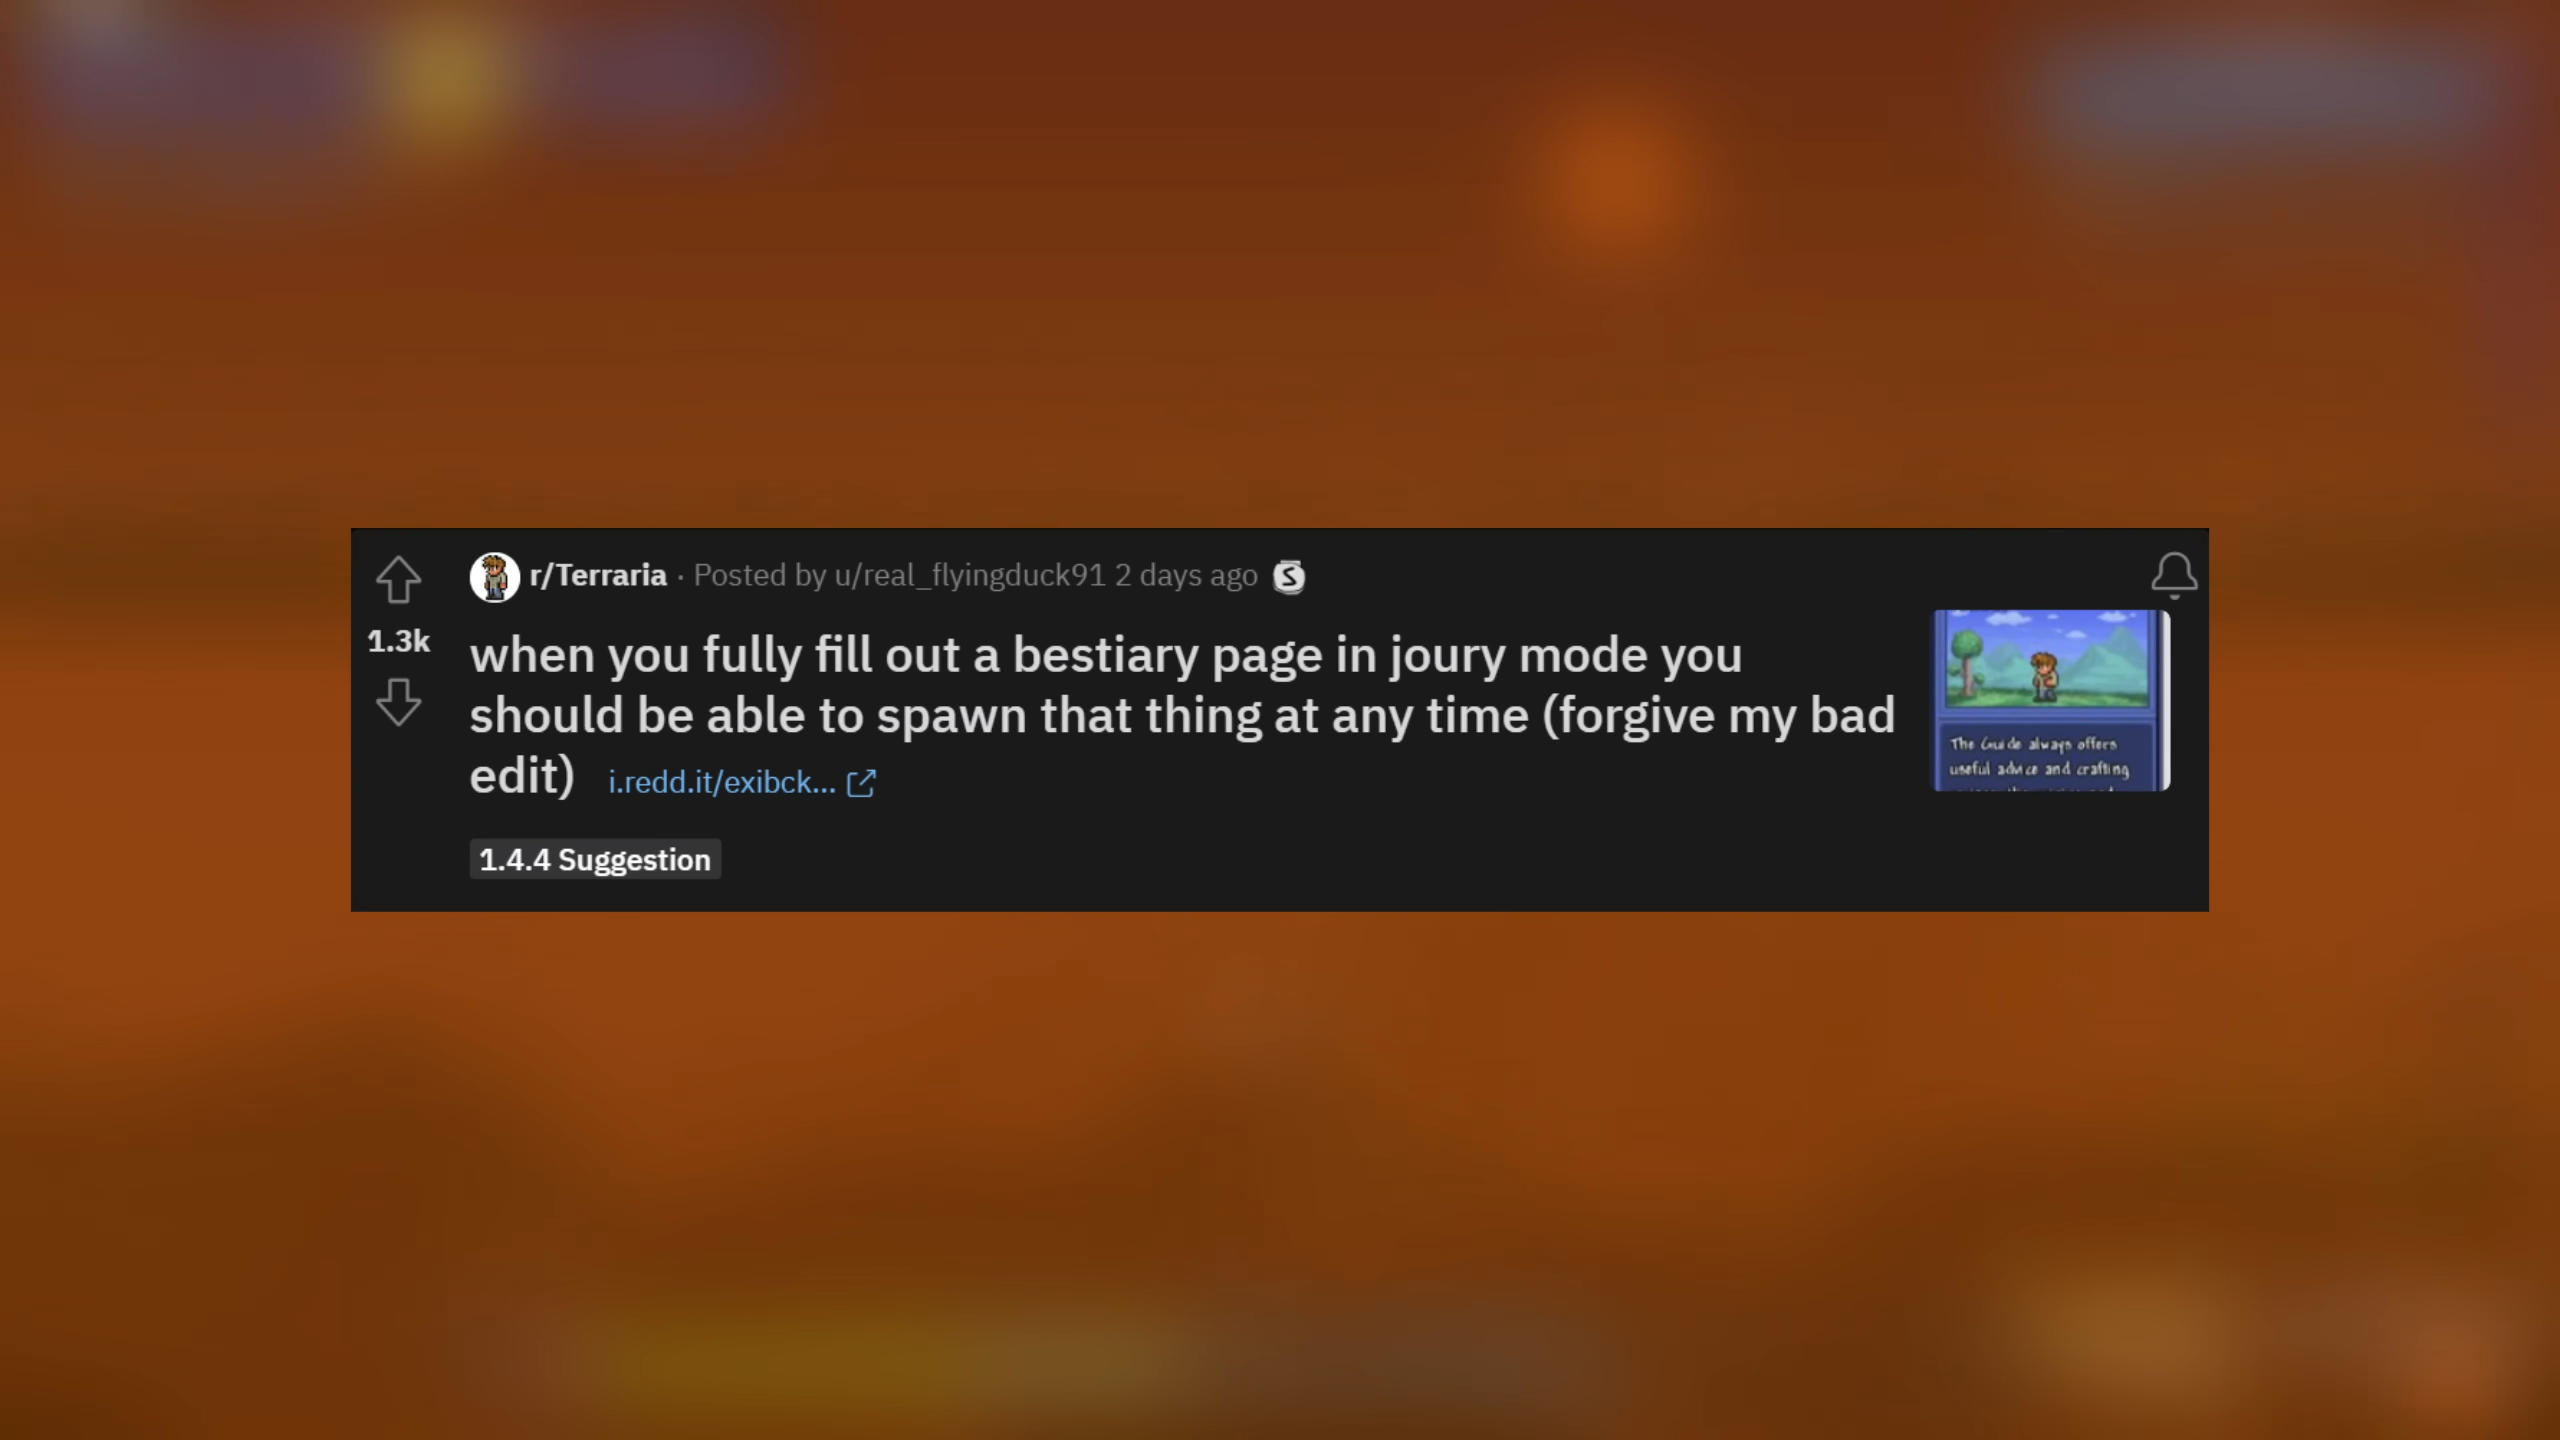 r/Terraria · Posted by u/real_flyingduck91 2 days ago
1.3k
when you fully fill out a bestiary page in joury mode you
should be able to spawn that thing at any time (forgive my bad
edit) i.redd.it/exibck...
The Guide always offers
useful advice and crafting
1.4.4 Suggestion